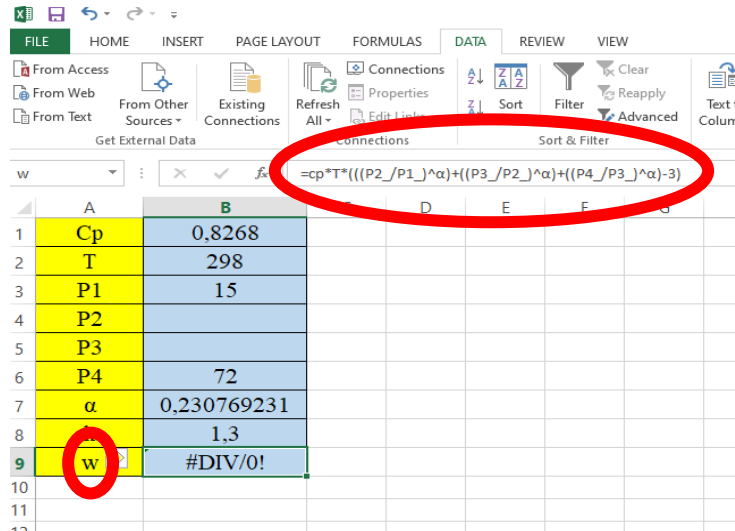 FILE HOME INSERT PAGE LAYOUT FORMULAS DATA REVIEW VIEW
From Access
From Web
From Text
From Other
Sources
Existing
Connections
Get External Data
Refresh
All
Connections
Properties
Edit Links
Connections
Sort
Filter
Clear
Reapply
Advanced
Sort & Filter
Text
Colum
w fx =cp*T*(((P2_/P1_)^α)+((P3_/P2_)^α)+((P4_/P3_)^α)-3)
A B D E F G
1 Cp 0,8268
2 T 298
3 P1 15
4 P2
5 P3
6 P4 72
7 α 0,230769231
8 1,3
9 w #DIV/0!
10
11
12